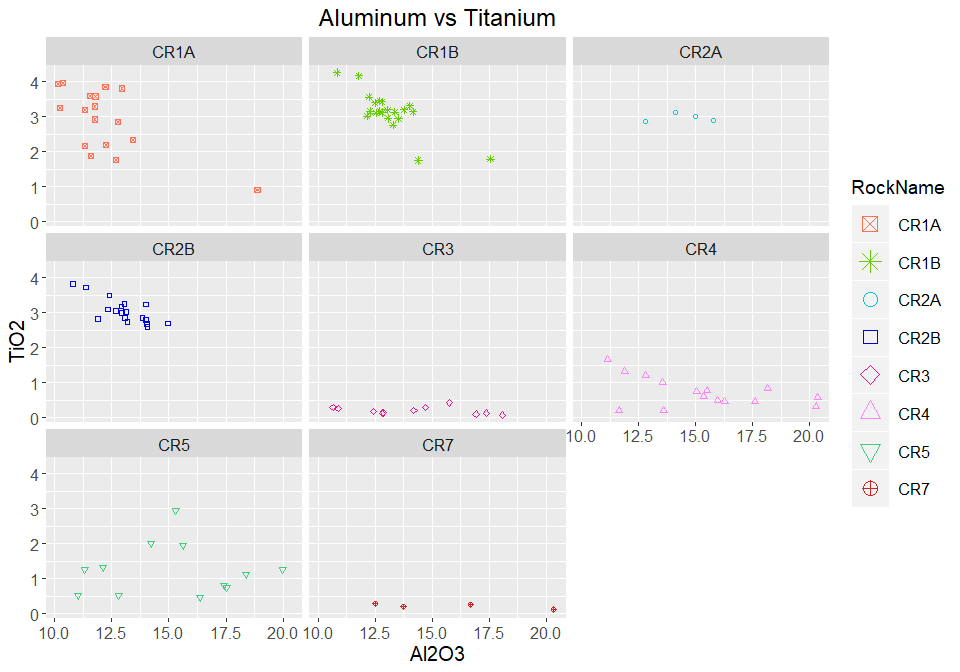 Aluminum vs Titanium
CR1A CR1B CR2A
4
3
2
1
0
CR2B CR3 CR4
4
3
2
1
0
10.0 12.5 15.0 17.5 20.0
CR5 CR7
4
3
2
1
0
10.0 12.5 15.0 17.5 20.0 10.0 12.5 15.0 17.5 20.0
Al2O3
TiO2
RockName
CR1A
CR1B
CR2A
CR2B
CR3
CR4
CR5
CR7